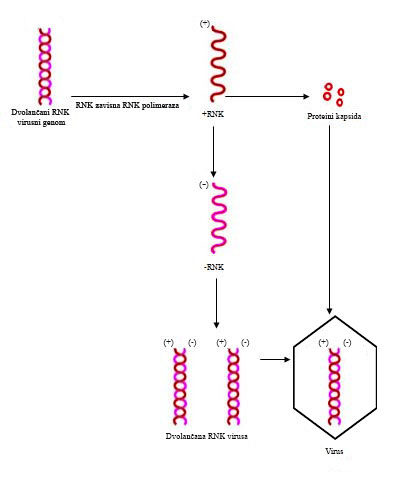 (+)
Dvolančani RNK
virusni genom
RNK zavisna RNK polimeraza
+RNK
Proteini kapsida
(-)
-RNK
(+) (-) (+) (-)
(+) (-)
Dvolančana RNK virusa
Virus